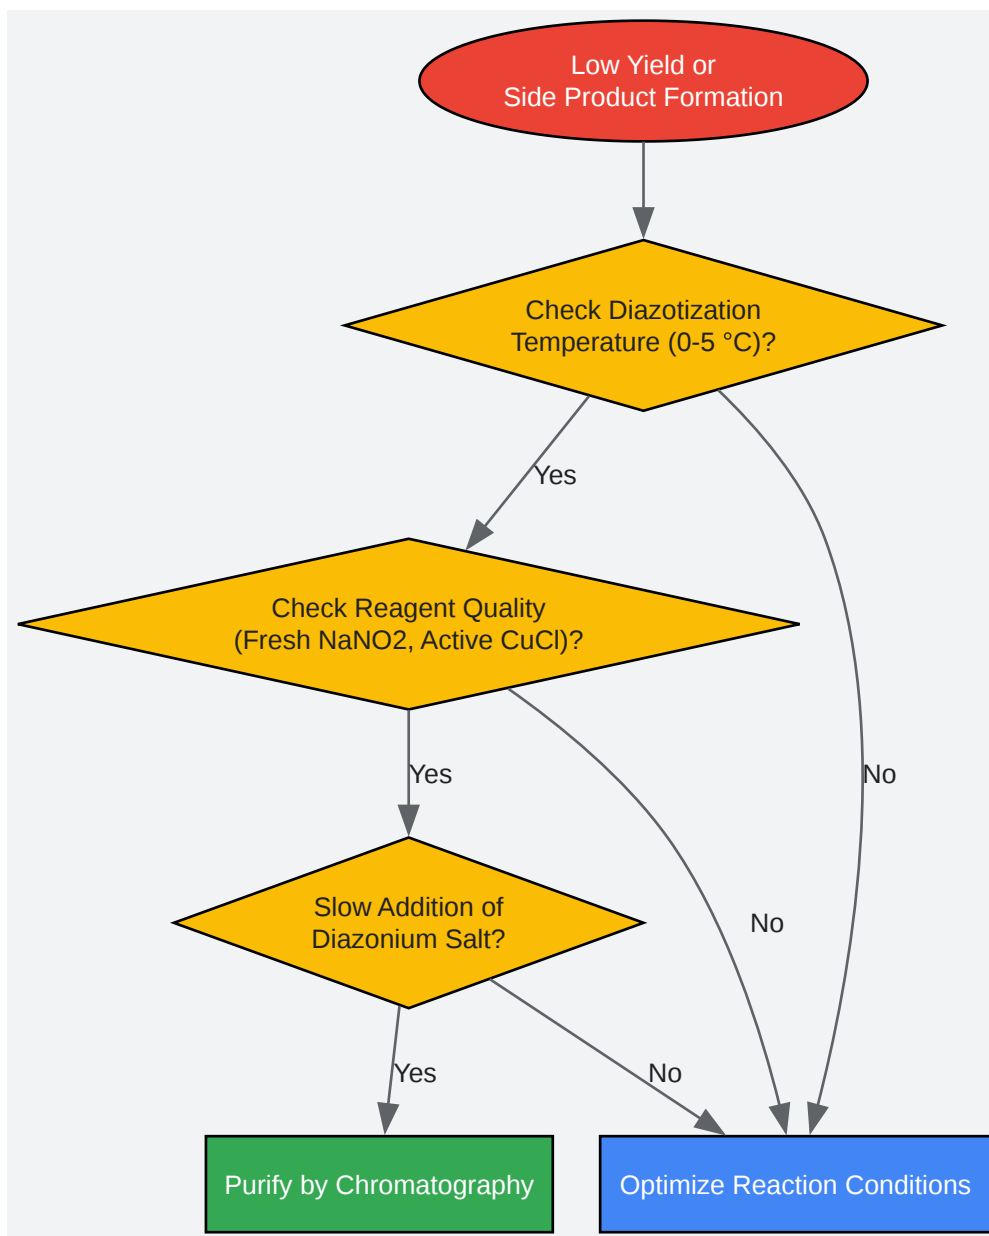 Low Yield or
Side Product Formation
Check Diazotization
Temperature (0-5 °C)?
Yes
Check Reagent Quality
(Fresh NaNO2, Active CuCl)?
Yes
No
Slow Addition of
Diazonium Salt?
No
Yes
No
Purify by Chromatography
Optimize Reaction Conditions